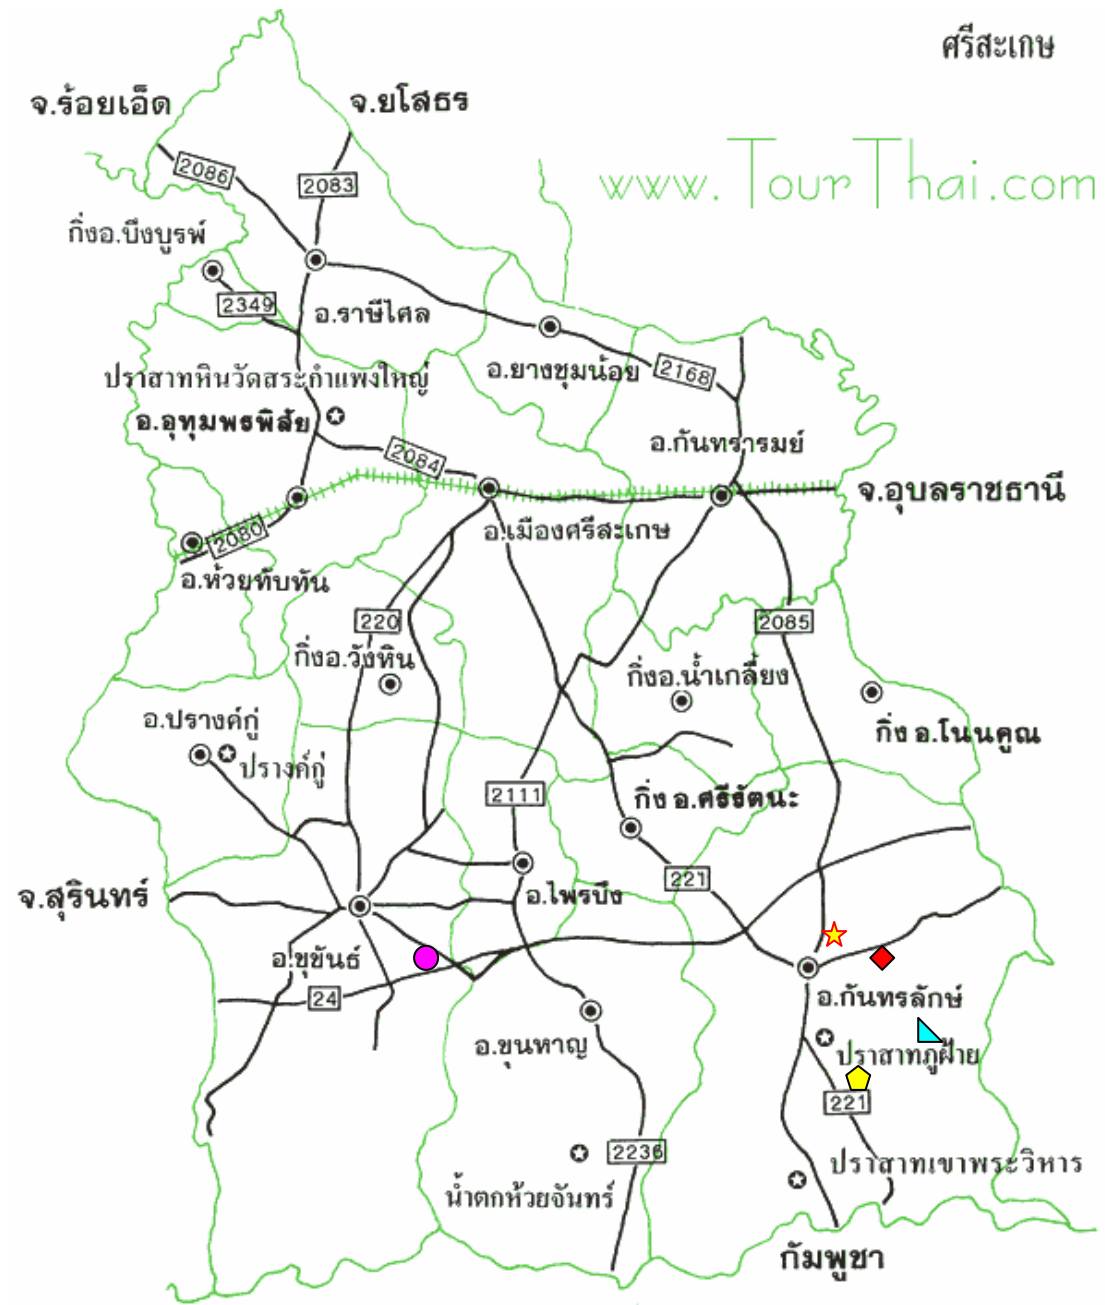 ศรีสะเกษ
จ.ร้อยเอ็ด
จ.ยโสธร
www.TourThai.com
2086
2083
กิ่งอ.บึงบูรพ์
2349
อ.ราษีไศล
อ.ยางชุมน้อย
2168
ปราสาทหินวัดสระกำแพงใหญ่
อ.อุทุมพรพิสัย
อ.กันทรารมย์
2084
จ.อุบลราชธานี
2080
อ.เมืองศรีสะเกษ
อ.ห้วยทับทัน
220
2085
กิ่งอ.วังหิน
กิ่งอ.น้ำเกลี้ยง
อ.ปรางค์กู่
กิ่ง อ.โนนคูณ
ปรางค์กู่
2111
กิ่ง อ.ศรีรัตนะ
221
จ.สุรินทร์
อ.ไพรบึง
อ.ขุขันธ์
24
อ.กันทรลักษ์
อ.ขุนหาญ
ปราสาทภูฝ้าย
221
2236
ปราสาทเขาพระวิหาร
น้ำตกห้วยจันทร์
กัมพูชา